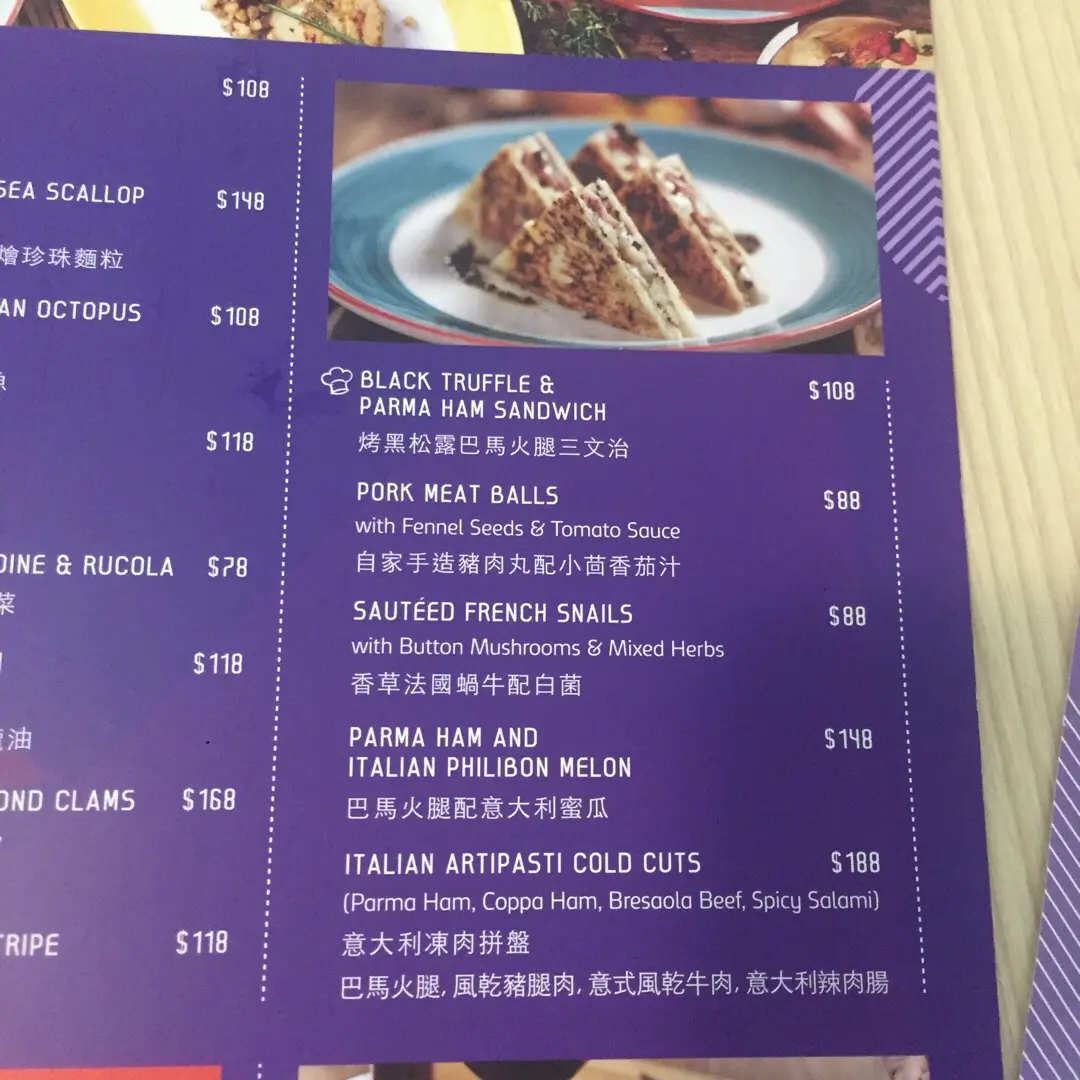 $108
SEA SCALLOP $148
燴珍珠麵粒
AN OCTOPUS $108
$118
DINE & RUCOLA $78
菜
$118
油
OND CLAMS $168
TRIPE $118
BLACK TRUFFLE & $108
PARMA HAM SANDWICH
烤黑松露巴馬火腿三文治
PORK MEAT BALLS $88
with Fennel Seeds & Tomato Sauce
自家手造豬肉丸配小茴香茄汁
SAUTÉED FRENCH SNAILS $88
with Button Mushrooms & Mixed Herbs
香草法國蝸牛配白菌
PARMA HAM AND $148
ITALIAN PHILIBON MELON
巴馬火腿配意大利蜜瓜
ITALIAN ARTIPASTI COLD CUTS $188
(Parma Ham, Coppa Ham, Bresaola Beef, Spicy Salami)
意大利凍肉拼盤
巴馬火腿, 風乾豬腿肉, 意式風乾牛肉, 意大利辣肉腸